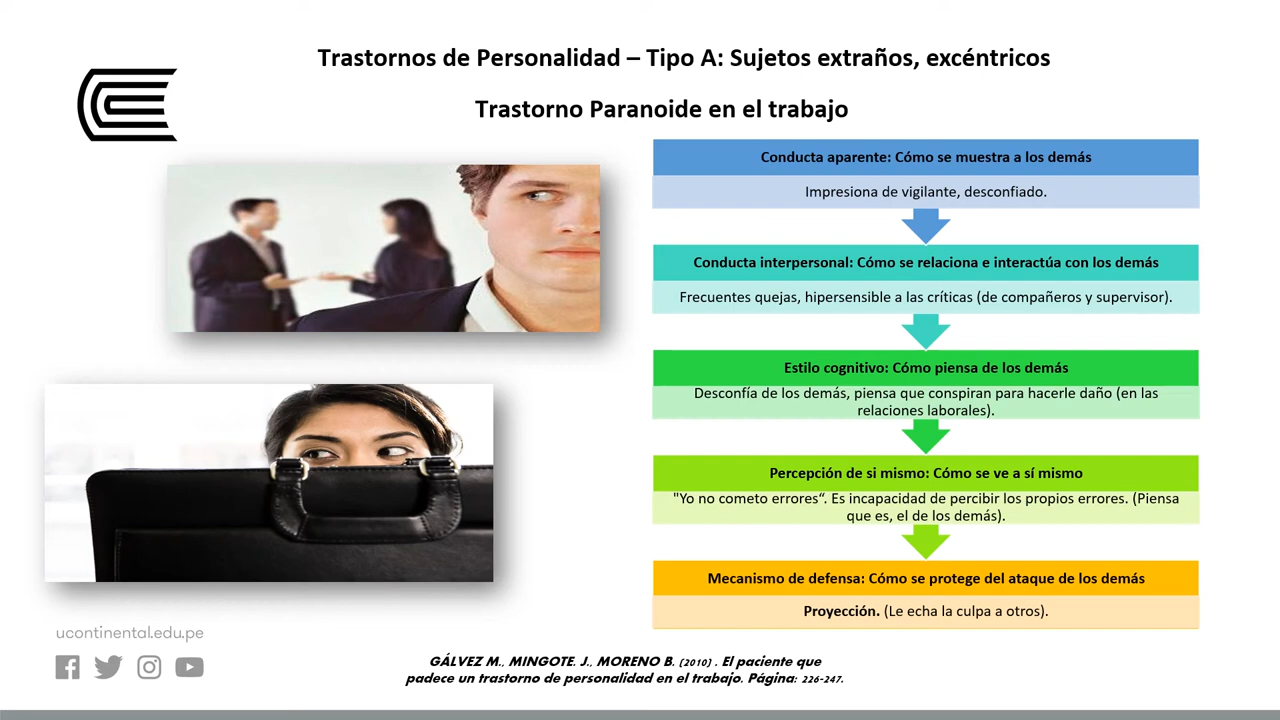 Trastornos de Personalidad – Tipo A: Sujetos extraños, excéntricos
Trastorno Paranoide en el trabajo
Conducta aparente: Cómo se muestra a los demás
Impresiona de vigilante, desconfiado.
Conducta interpersonal: Cómo se relaciona e interactúa con los demás
Frecuentes quejas, hipersensible a las críticas (de compañeros y supervisor).
Estilo cognitivo: Cómo piensa de los demás
Desconfía de los demás, piensa que conspiran para hacerle daño (en las
relaciones laborales).
Percepción de si mismo: Cómo se ve a sí mismo
"Yo no cometo errores“. Es incapacidad de percibir los propios errores. (Piensa
que es, el de los demás).
Mecanismo de defensa: Cómo se protege del ataque de los demás
Proyección. (Le echa la culpa a otros).
ucontinental.edu.pe
GÁLVEZ M., MINGOTE. J., MORENO B. (2010) . El paciente que
padece un trastorno de personalidad en el trabajo. Página: 226-247.